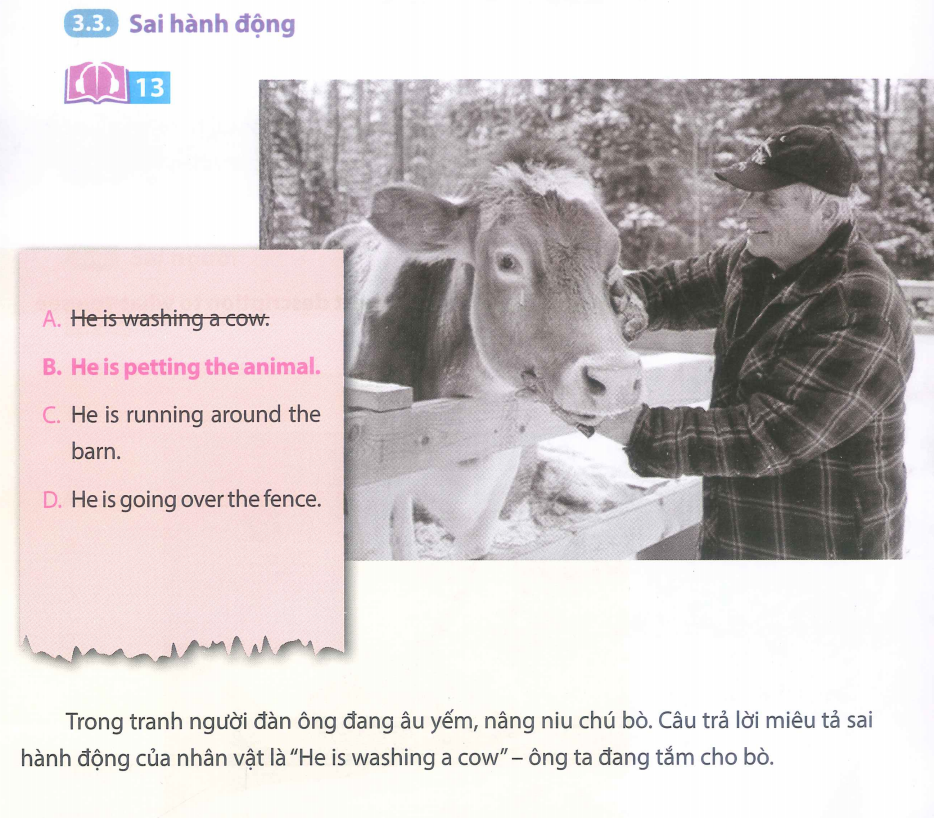 3.3. Sai hành động
13
A. He is washing a cow.
B. He is petting the animal.
C. He is running around the
barn.
D. He is going over the fence.
Trong tranh người đàn ông đang âu yếm, nâng niu chú bò. Câu trả lời miêu tả sai
hành động của nhân vật là “He is washing a cow” – ông ta đang tắm cho bò.